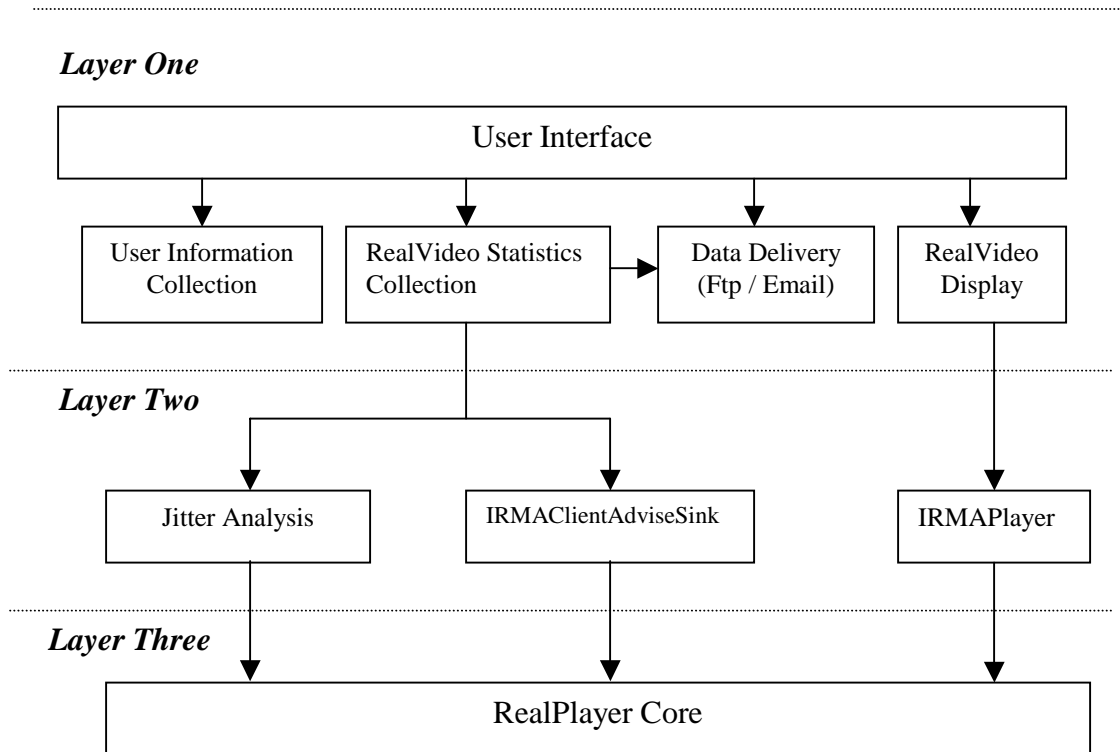 Layer One
User Interface
User Information
Collection
RealVideo Statistics
Collection
Data Delivery
(Ftp / Email)
RealVideo
Display
Layer Two
Jitter Analysis
IRMAClientAdviseSink
IRMAPlayer
Layer Three
RealPlayer Core